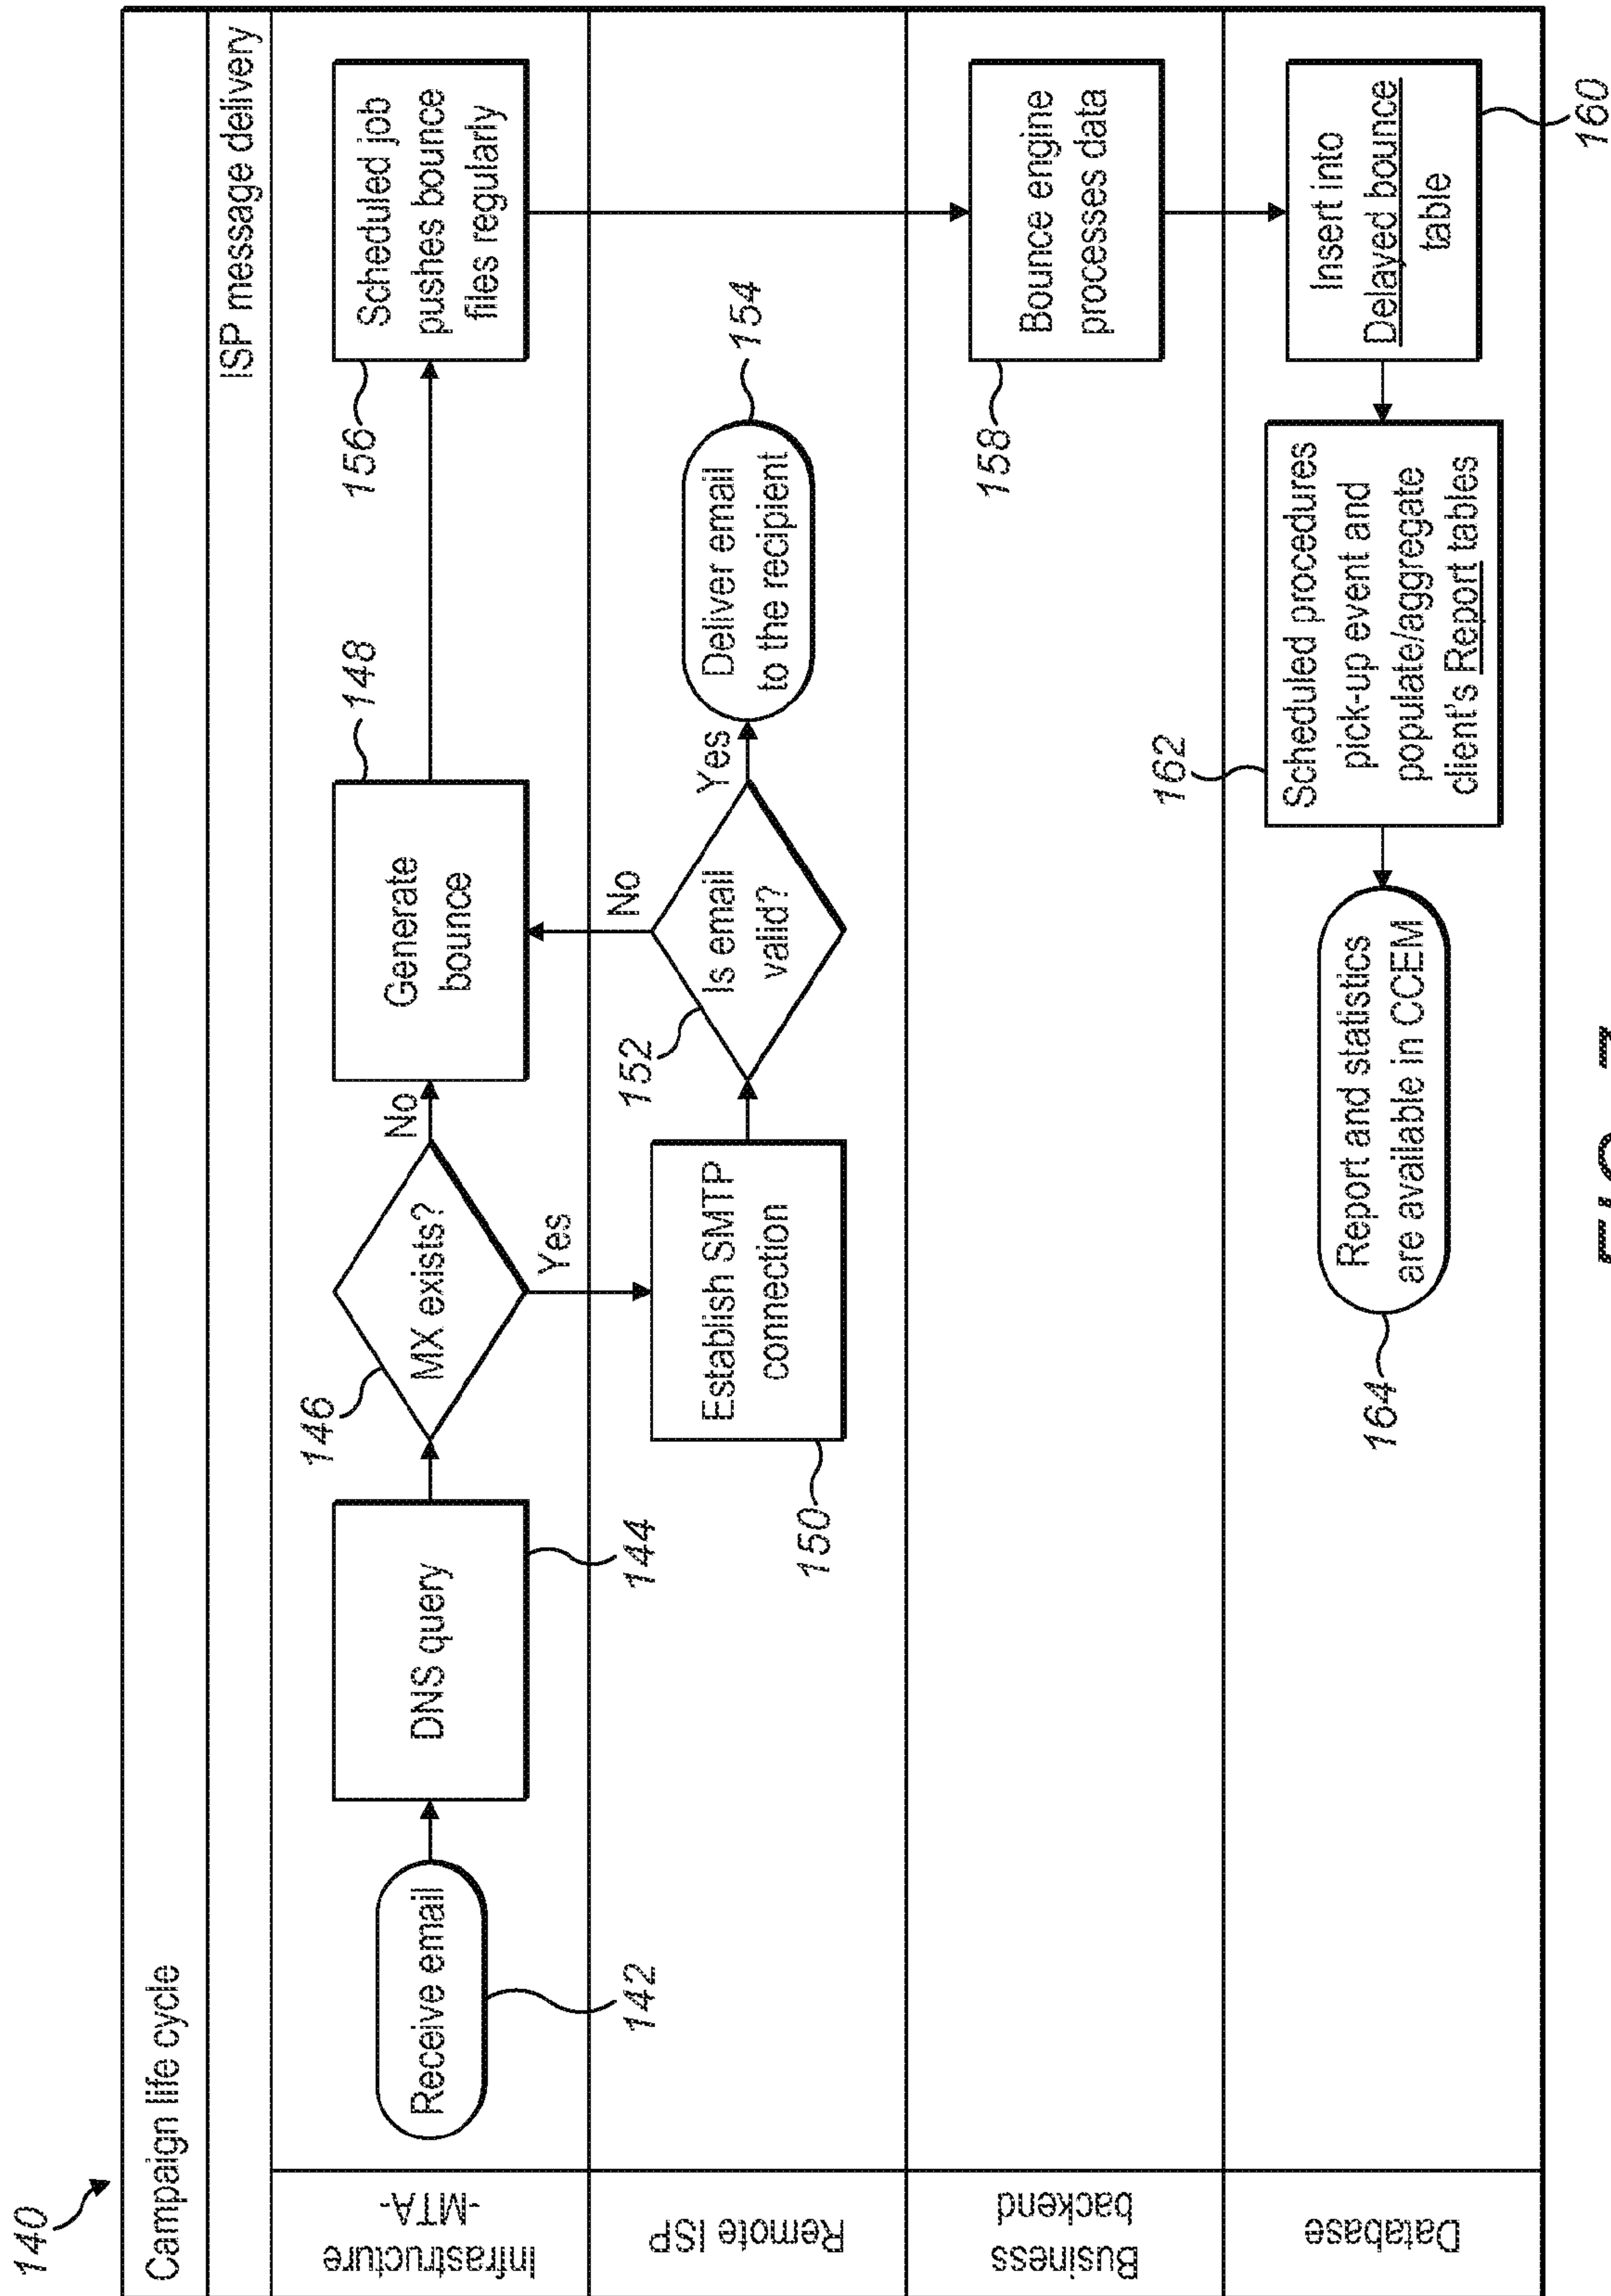 140
Campaign life cycle
ISP message delivery
Infrastructure
-MTA-
Receive email
142
DNS query
144
146
MX exists?
No
Yes
Generate
bounce
148
156
Scheduled job
pushes bounce
files regularly
Remote ISP
Establish SMTP
connection
150
152
Is email
valid?
No
Yes
Deliver email
to the recipient
154
Business
backend
158
Bounce engine
processes data
Database
Insert into
Delayed bounce
table
160
162
Scheduled procedures
pick-up event and
populate/aggregate
client's Report tables
Report and statistics
are available in CCEM
164